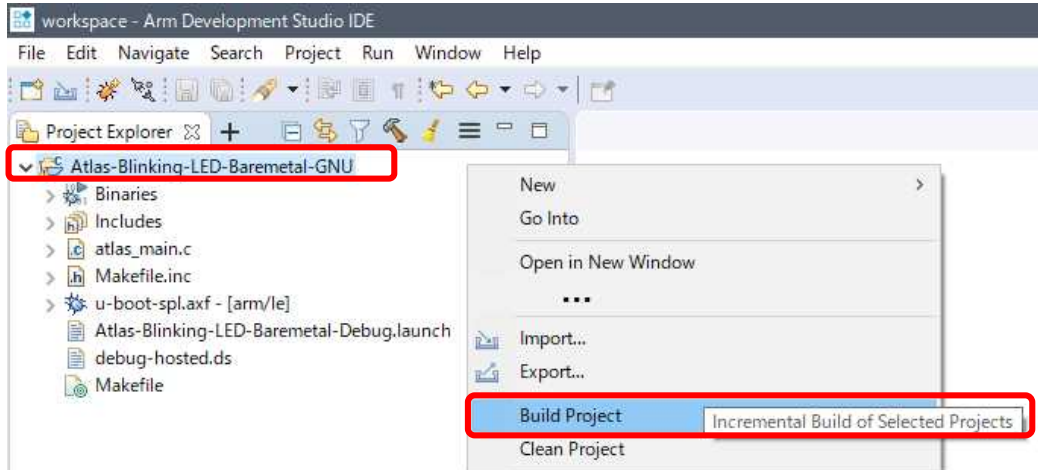 workspace - Arm Development Studio IDE
File Edit Navigate Search Project Run Window Help
Project Explorer
Atlas-Blinking-LED-Baremetal-GNU
Binaries
Includes
atlas_main.c
Makefile.inc
u-boot-spl.axf - [arm/le]
Atlas-Blinking-LED-Baremetal-Debug.launch
debug-hosted.ds
Makefile
New
Go Into
Open in New Window
...
Import...
Export...
Build Project
Incremental Build of Selected Projects
Clean Project